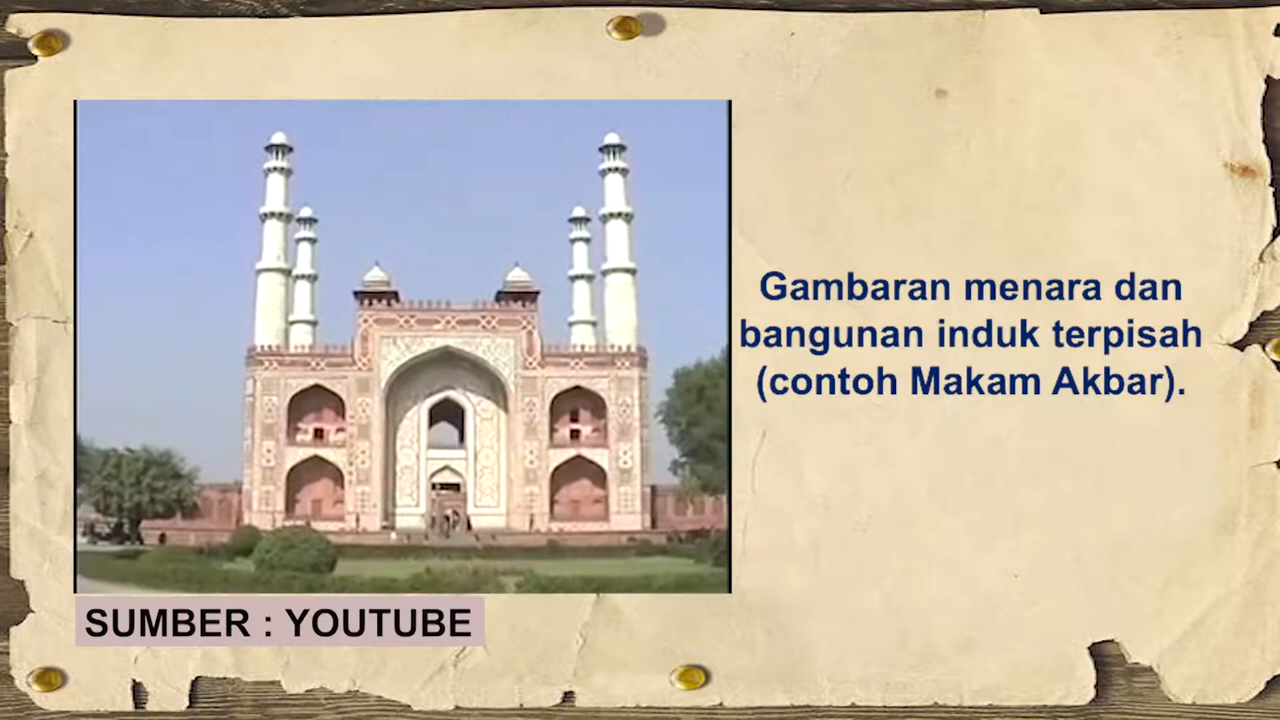 Gambaran menara dan
bangunan induk terpisah
(contoh Makam Akbar).
SUMBER : YOUTUBE